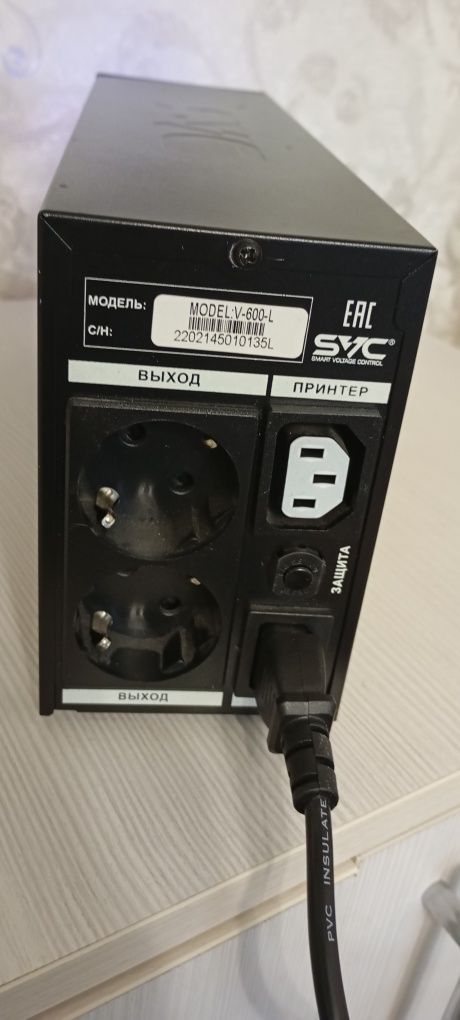 МОДЕЛЬ:
MODEL:V-600-L
С/Н:
2202145010135L
EAC
SVC®
SMART VOLTAGE CONTROL
ВЫХОД
ПРИНТЕР
ЗАЩИТА
ВЫХОД
PVC INSULATE